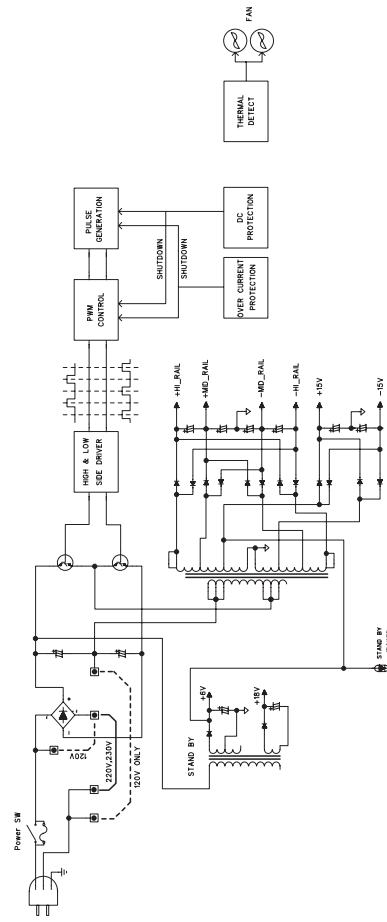 FAN
THERMAL
DETECT
PULSE
GENERATION
DC
PROTECTION
SHUTDOWN
SHUTDOWN
PWM
CONTROL
OVER CURRENT
PROTECTION
HIGH & LOW
SIDE DRIVER
+HI_RAIL
+MID_RAIL
-MID_RAIL
-HI_RAIL
+15V
-15V
Power SW
120V
220V,230V
120V ONLY
STAND BY
+6V
+18V
STAND BY